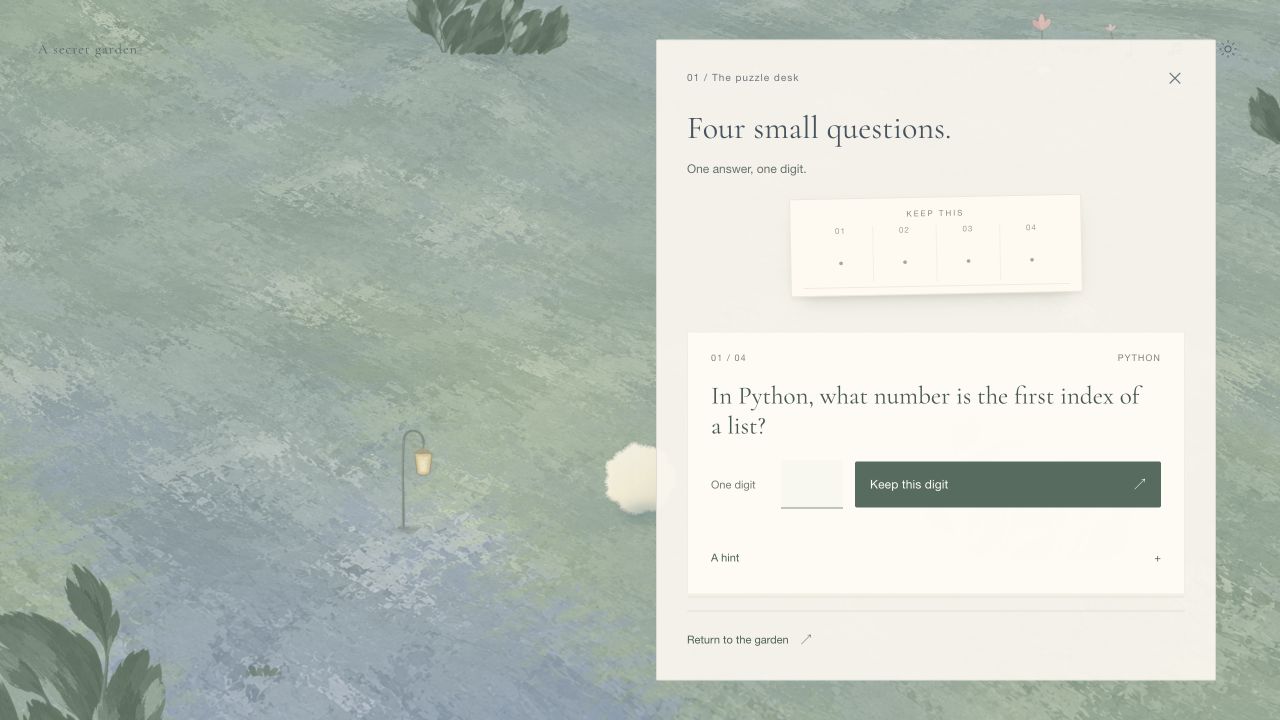 A secret garden
01 / The puzzle desk
Four small questions.
One answer, one digit.
KEEP THIS
01 02 03 04
01 / 04 PYTHON
In Python, what number is the first index of
a list?
One digit Keep this digit
A hint +
Return to the garden